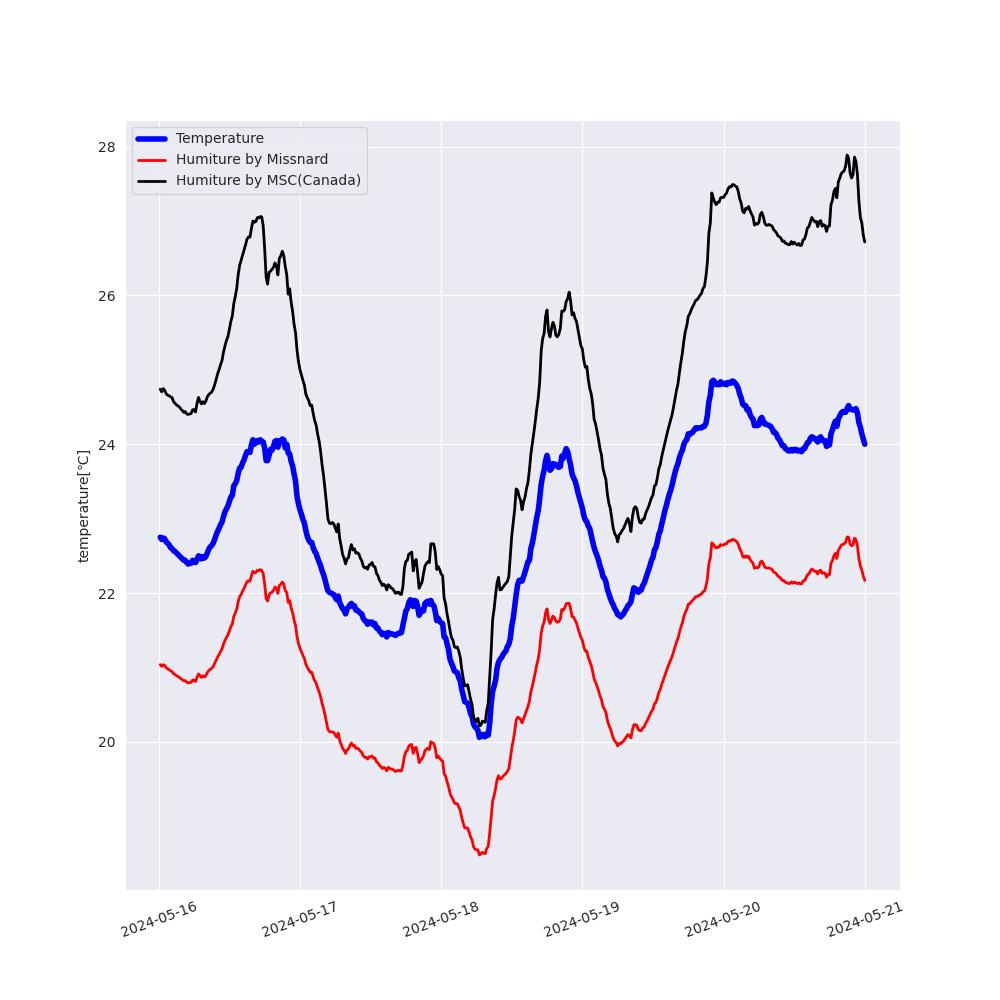 Temperature
Humiture by Missnard
Humiture by MSC(Canada)
temperature[℃]
28
26
24
22
20
2024-05-16
2024-05-17
2024-05-18
2024-05-19
2024-05-20
2024-05-21